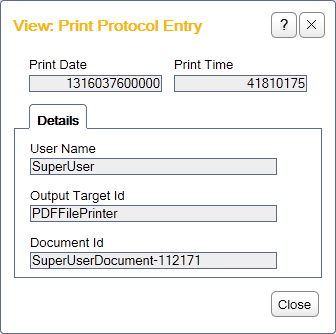 View: Print Protocol Entry ? ×
Print Date Print Time
1316037600000 41810175
Details
User Name
SuperUser
Output Target Id
PDFFilePrinter
Document Id
SuperUserDocument-112171
Close